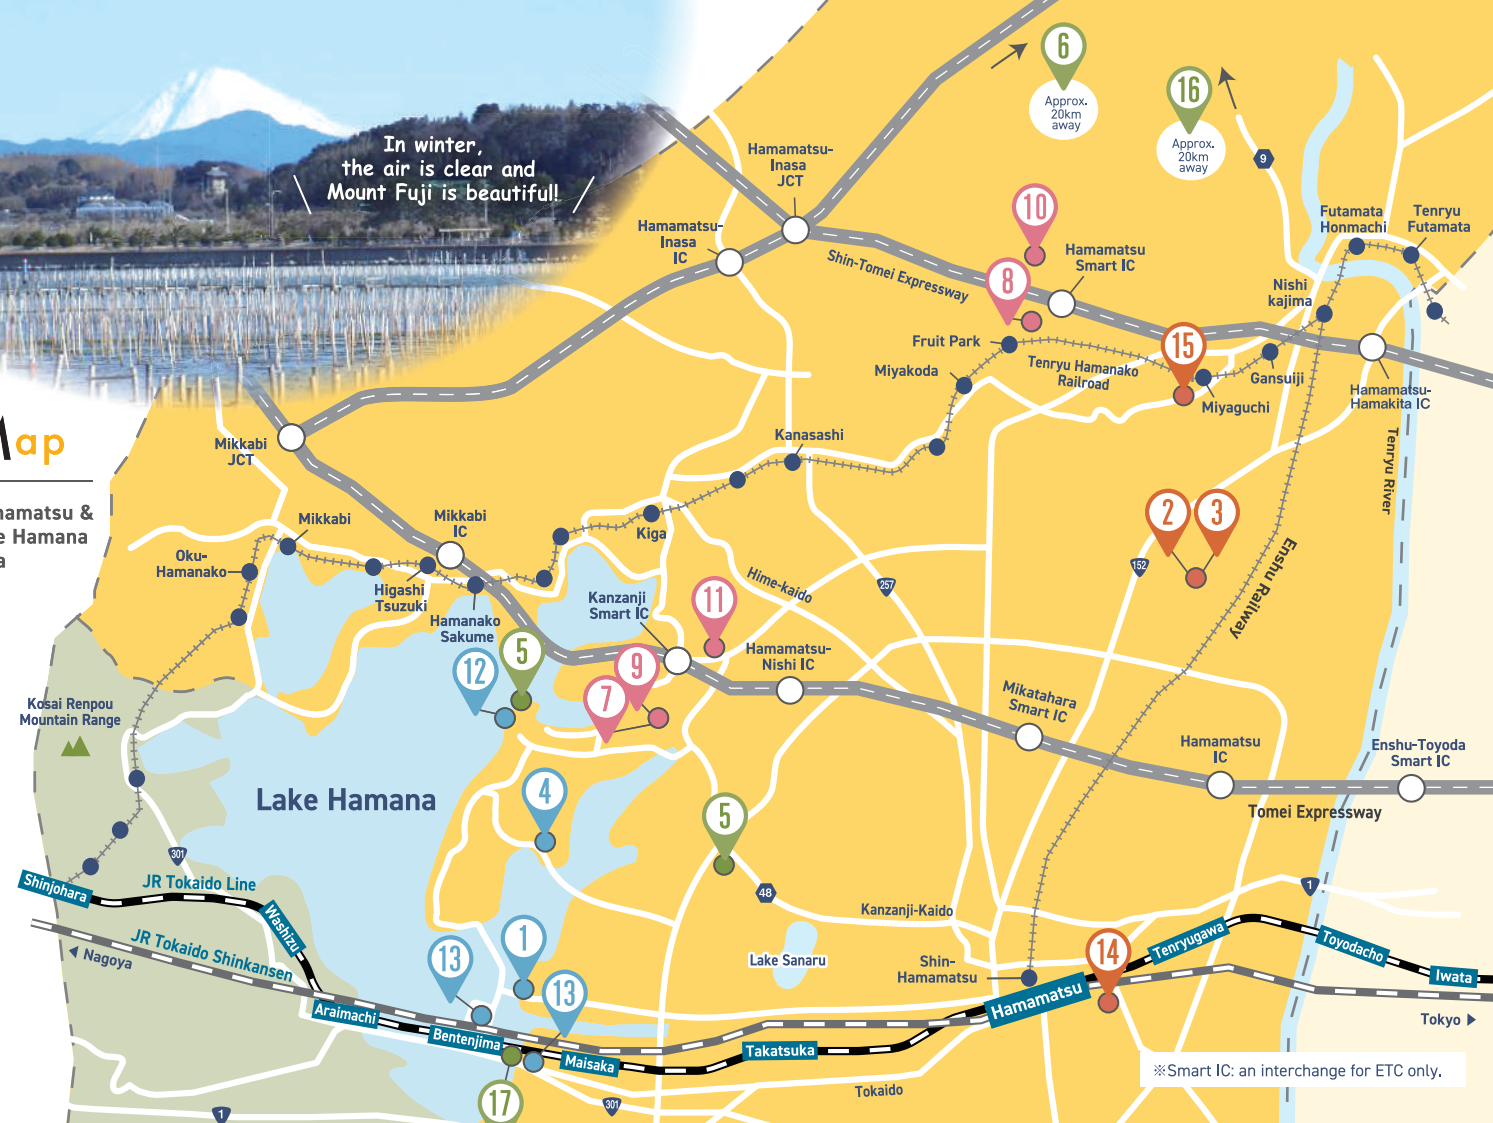 In winter,
the air is clear and
Mount Fuji is beautiful!
6
Approx.
20km
away
16
Approx.
20km
away
9
Hamamatsu-
Inasa
JCT
Hamamatsu-
Inasa
IC
10
Hamamatsu
Smart IC
Futamata
Honmachi
Tenryu
Futamata
Shin-Tomei Expressway
8
Nishi
kajima
Fruit Park
15
Miyakoda
Tenryu Hamanako
Railroad
Gansuiji
Miyaguchi
Hamamatsu-
Hamakita IC
ap
Mikkabi
JCT
Kanasashi
Tenryu River
amamatsu &
e Hamana
a
Mikkabi
Mikkabi
IC
Kiga
2
3
Oku-
Hamanako
Higashi
Tsuzuki
Hamanako
Sakume
Kanzanji
Smart IC
Hime-kaido
257
152
Enshu Railway
11
12
5
9
7
Hamamatsu-
Nishi IC
Kosai Renpou
Mountain Range
Mikatahara
Smart IC
Hamamatsu
IC
Enshu-Toyoda
Smart IC
Lake Hamana
4
5
Tomei Expressway
301
Shinjohara
JR Tokaido Line
48
1
Washizu
Kanzanji-Kaido
JR Tokaido Shinkansen
Nagoya
13
1
13
Lake Sanaru
Shin-
Hamamatsu
14
Tenryugawa
Toyodacho
Iwata
Hamamatsu
Araimachi
Bentenjima
Maisaka
Takatsuka
Tokyo
※Smart IC: an interchange for ETC only.
Tokaido
17
301
1